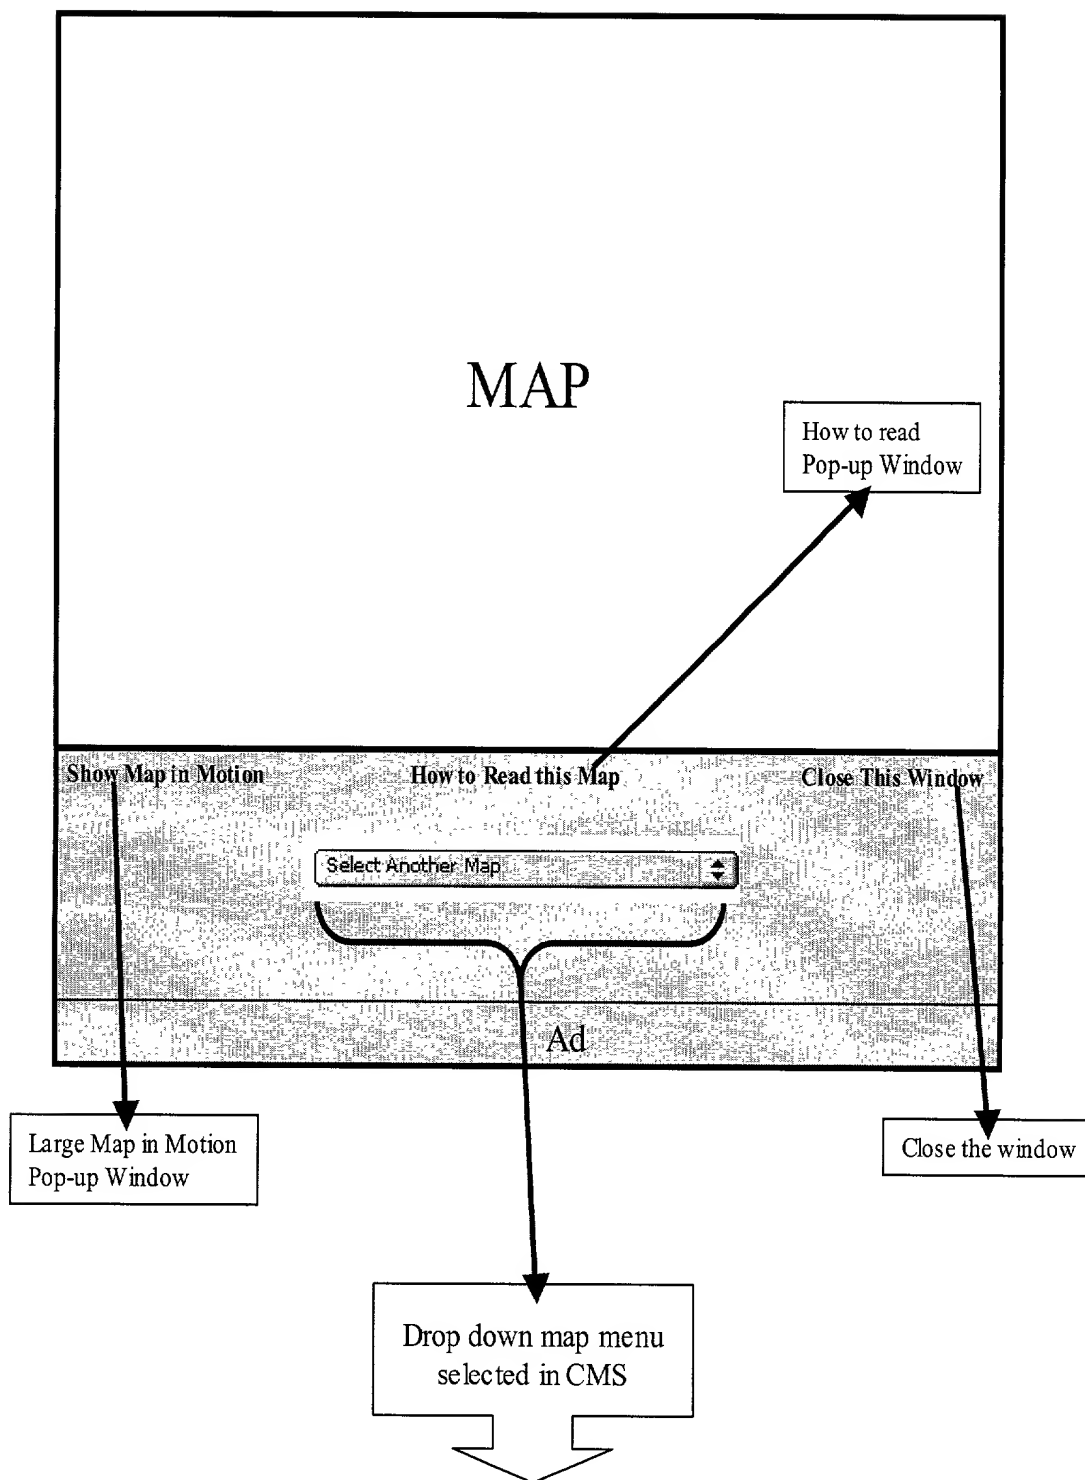 MAP
How to read
Pop-up Window
Show Map in Motion
How to Read this Map
Close This Window
Select Another Map
Ad
Large Map in Motion
Pop-up Window
Close the window
Drop down map menu
selected in CMS